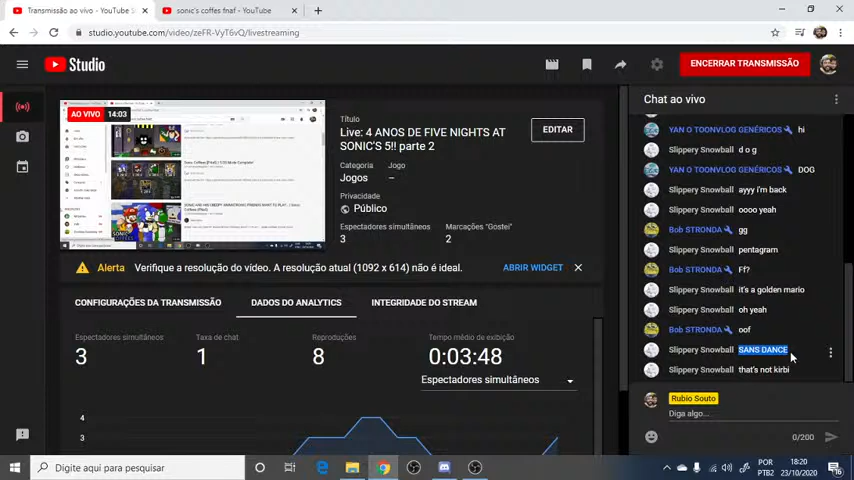 Transmissão ao vivo - YouTube S
sonic's coffes fnaf - YouTube
studio.youtube.com/video/zeFR-VyT6vQ/livestreaming
Studio
ENCERRAR TRANSMISSÃO
AO VIVO 14:03
Título
Live: 4 ANOS DE FIVE NIGHTS AT
SONIC'S 5!! parte 2
EDITAR
Categoria Jogo
Jogos –
Privacidade
Público
Espectadores simultâneos Marcações "Gostei"
3 2
Alerta Verifique a resolução do vídeo. A resolução atual (1092 x 614) não é ideal. ABRIR WIDGET
CONFIGURAÇÕES DA TRANSMISSÃO DADOS DO ANALYTICS INTEGRIDADE DO STREAM
Espectadores simultâneos Taxa de chat Reproduções Tempo médio de exibição
3 1 8 0:03:48
Espectadores simultâneos
4
3
Chat ao vivo
YAN O TOONVLOG GENÉRICOS hi
Slippery Snowball d o g
YAN O TOONVLOG GENÉRICOS DOG
Slippery Snowball ayyy i'm back
Slippery Snowball oooo yeah
Bob STRONDA gg
Slippery Snowball pentagram
Bob STRONDA Ff?
Slippery Snowball it's a golden mario
Slippery Snowball oh yeah
Bob STRONDA oof
Slippery Snowball SANS DANCE
Slippery Snowball that's not kirbi
Rubio Souto
Diga algo...
0/200
Digite aqui para pesquisar
POR
PTB2
18:20
23/10/2020
16